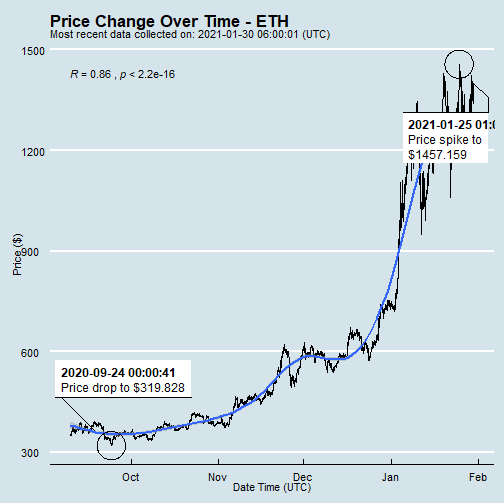 Price Change Over Time - ETH
Most recent data collected on: 2021-01-30 06:00:01 (UTC)
1500
R = 0.86 , p < 2.2e-16
2021-01-25 01:0
Price spike to
$1457.159
1200
900
Price ($)
600
2020-09-24 00:00:41
Price drop to $319.828
300
Oct
Nov
Dec
Jan
Feb
Date Time (UTC)